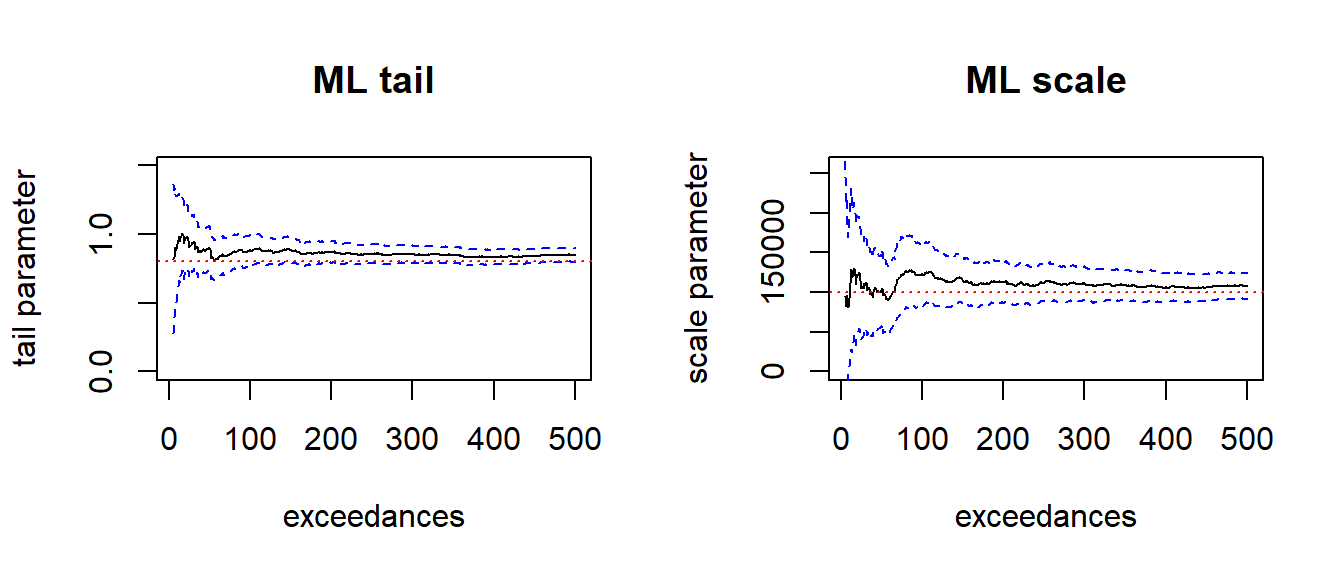 ML tail
tail parameter
1.0
0.0
0 100 200 300 400 500
exceedances
ML scale
scale parameter
150000
0
0 100 200 300 400 500
exceedances